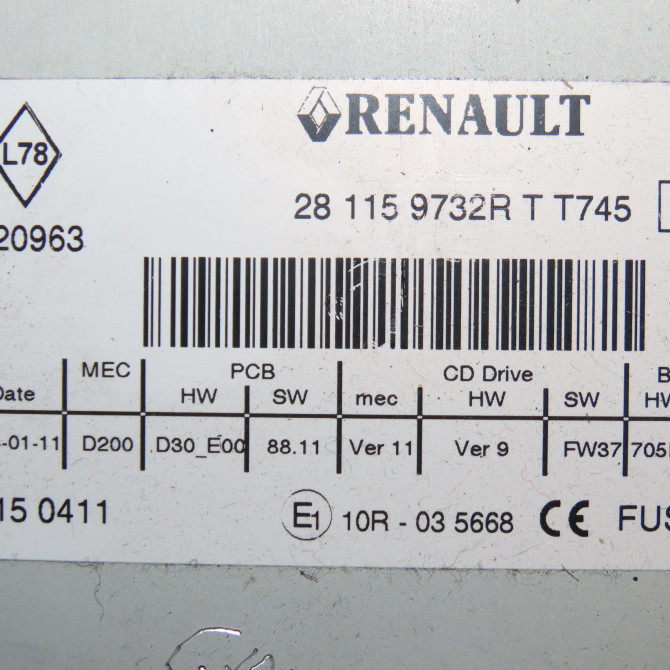 RENAULT
L78
28 115 9732R T T745
20963
MEC PCB CD Drive B
Date HW SW mec HW SW HW
-01-11 D200 D30_E00 88.11 Ver 11 Ver 9 FW37 705
15 0411 E1 10R - 03 5668 CE FUS